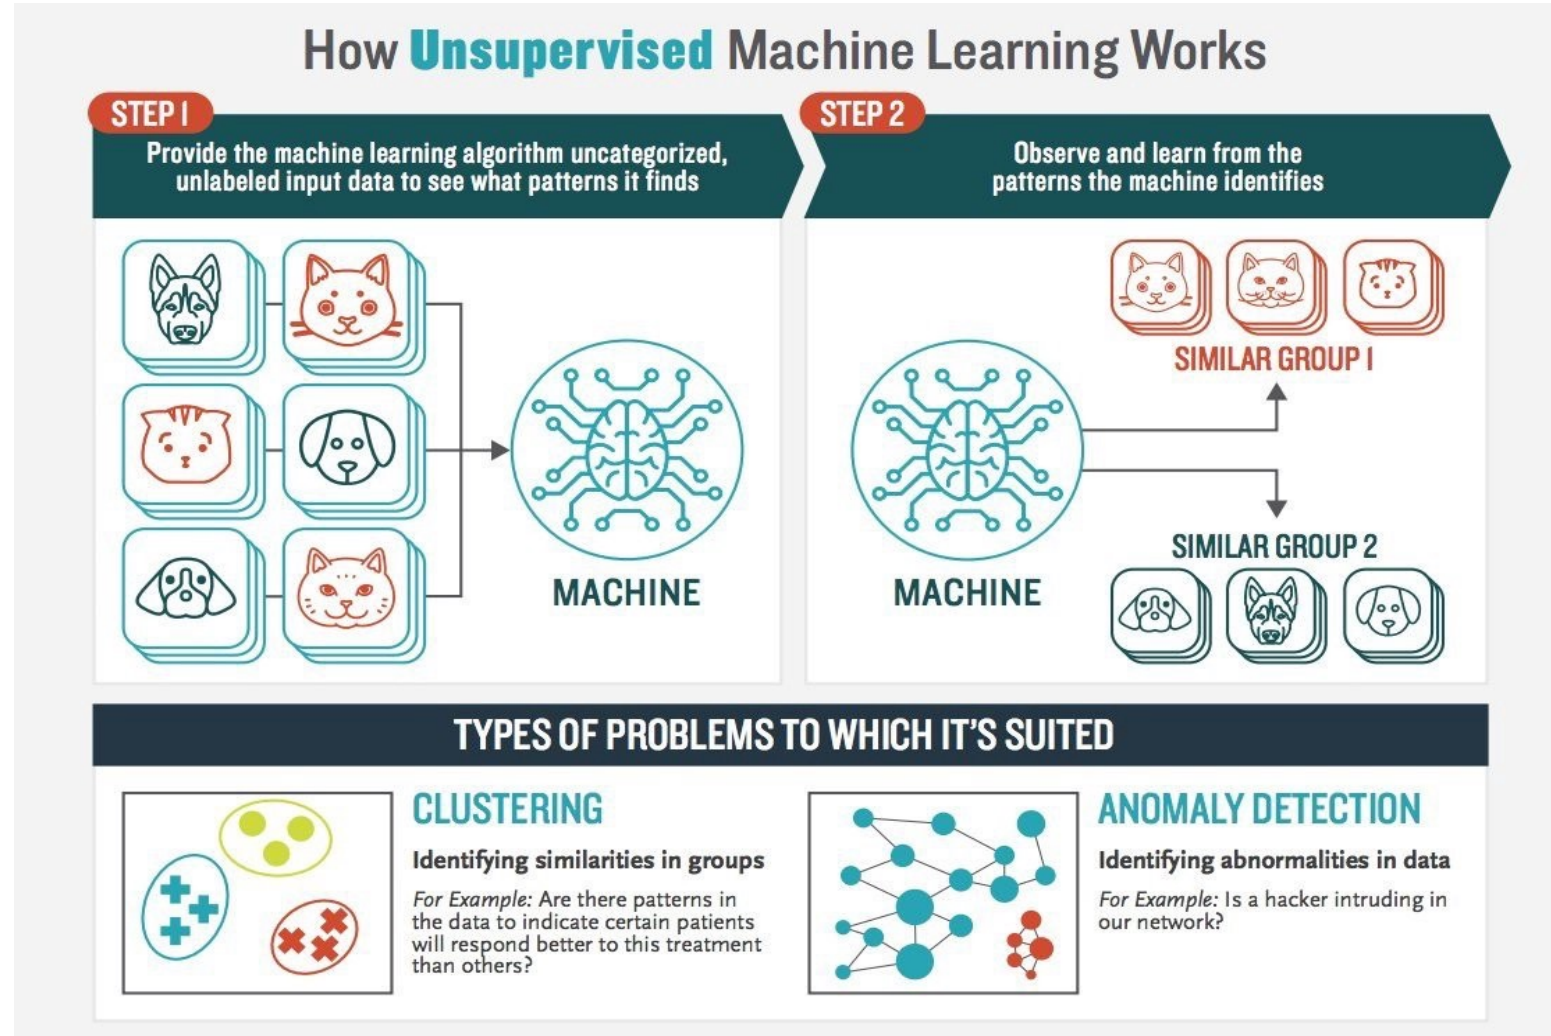 How Unsupervised Machine Learning Works
STEP 1
Provide the machine learning algorithm uncategorized,
unlabeled input data to see what patterns it finds
MACHINE
STEP 2
Observe and learn from the
patterns the machine identifies
SIMILAR GROUP 1
MACHINE
SIMILAR GROUP 2
TYPES OF PROBLEMS TO WHICH IT'S SUITED
CLUSTERING
Identifying similarities in groups
For Example: Are there patterns in
the data to indicate certain patients
will respond better to this treatment
than others?
ANOMALY DETECTION
Identifying abnormalities in data
For Example: Is a hacker intruding in
our network?